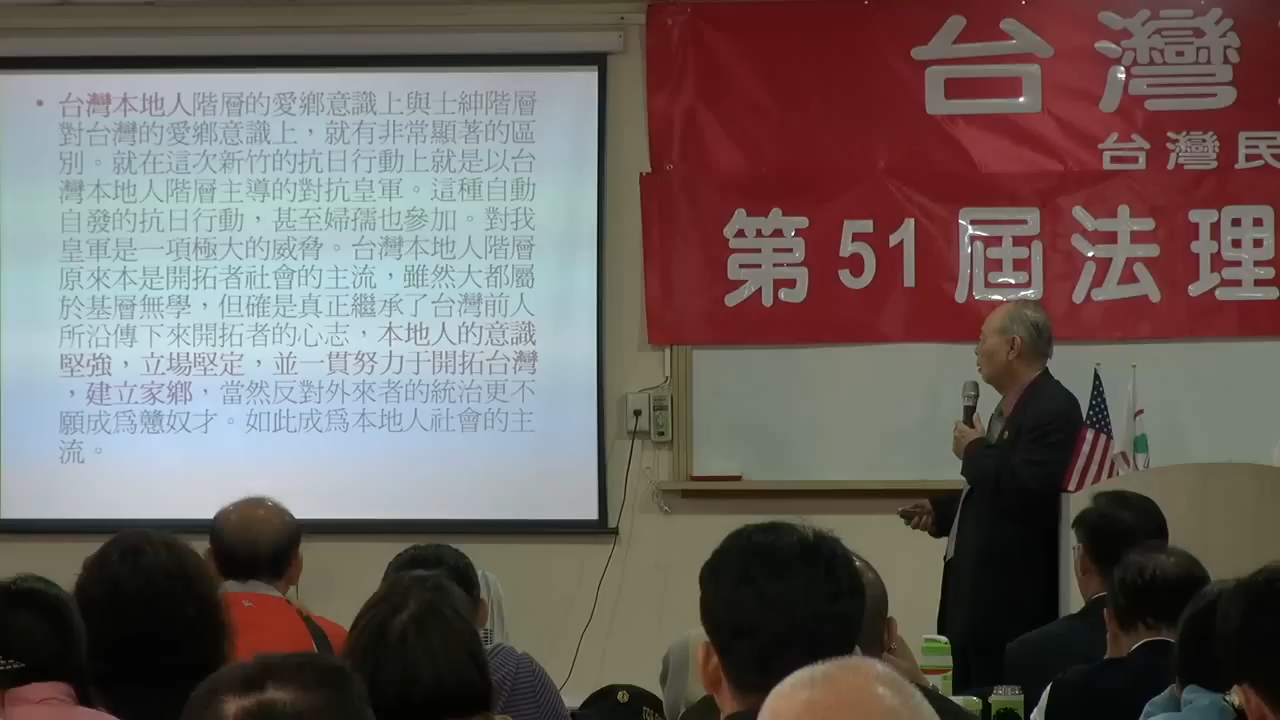 • 台灣本地人階層的愛鄉意識上與士紳階層
對台灣的愛鄉意識上，就有非常顯著的區
別。就在這次新竹的抗日行動上就是以台
灣本地人階層主導的對抗皇軍。這種自動
自發的抗日行動，甚至婦孺也參加。對我
皇軍是一項極大的威脅。台灣本地人階層
原來本是開拓者社會的主流，雖然大都屬
於基層無學，但確是真正繼承了台灣前人
所沿傳下來開拓者的心志，本地人的意識
堅強，立場堅定，並一貫努力于開拓台灣
，建立家鄉，當然反對外來者的統治更不
願成為戇奴才。如此成為本地人社會的主
流。
台灣
台灣民
第51屆法理